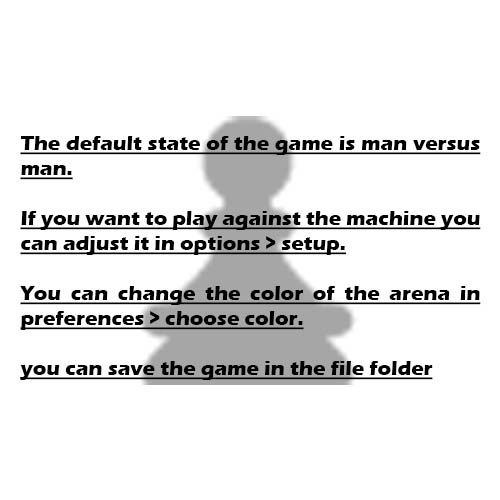 The default state of the game is man versus
man.
If you want to play against the machine you
can adjust it in options > setup.
You can change the color of the arena in
preferences > choose color.
you can save the game in the file folder